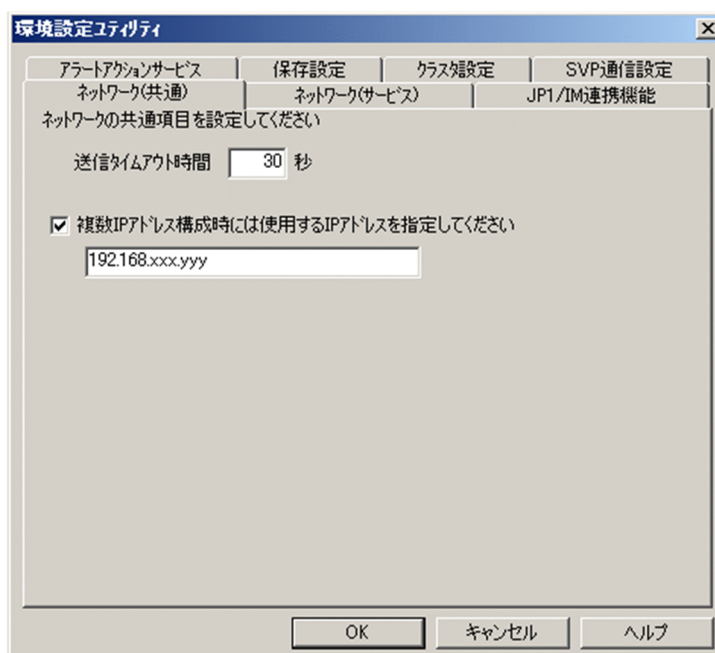 環境設定ユティリティ
アラートアクションサービス 保存設定 クラスタ設定 SVP通信設定
ネットワーク(共通) ネットワーク(サービス) JP1/IM連携機能
ネットワークの共通項目を設定してください
送信タイムアウト時間 30 秒
複数IPアドレス構成時には使用するIPアドレスを指定してください
192.168.xxx.yyy
OK キャンセル ヘルプ